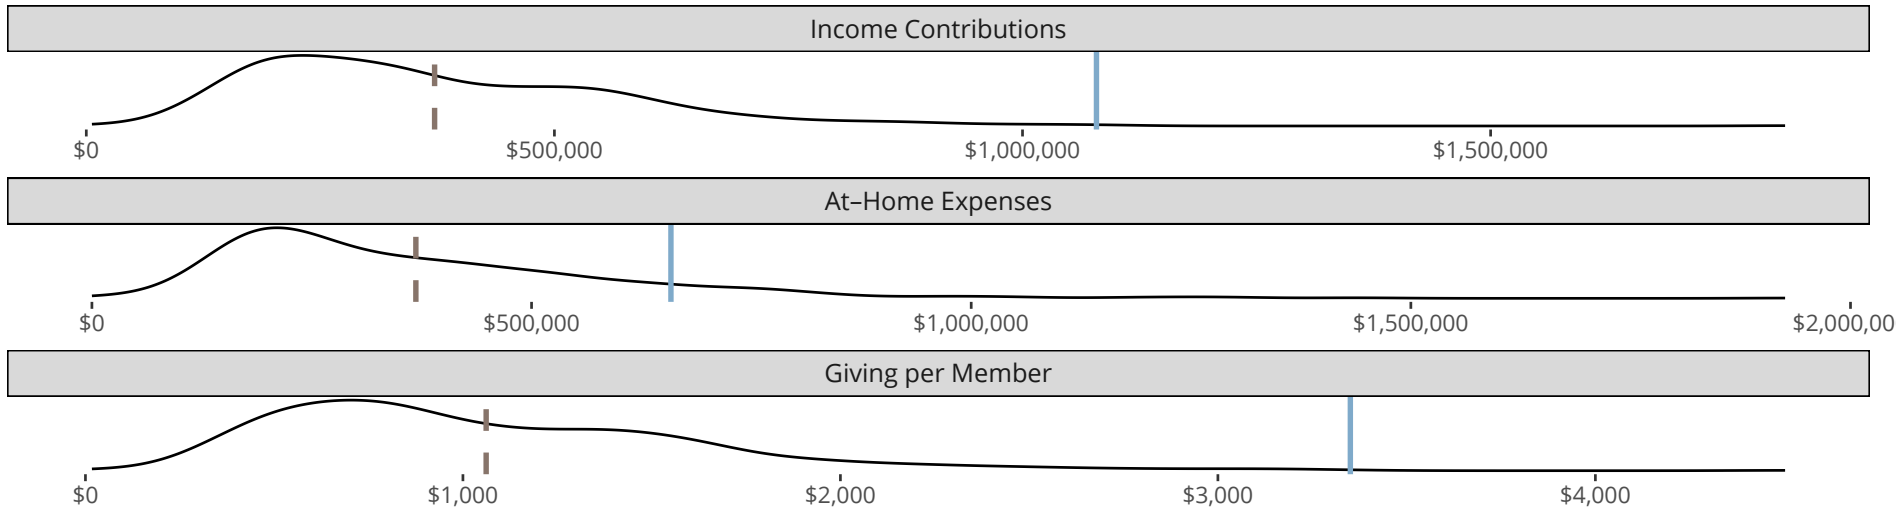 Income Contributions
$0 $500,000 $1,000,000 $1,500,000
At–Home Expenses
$0 $500,000 $1,000,000 $1,500,000 $2,000,00
Giving per Member
$0 $1,000 $2,000 $3,000 $4,000